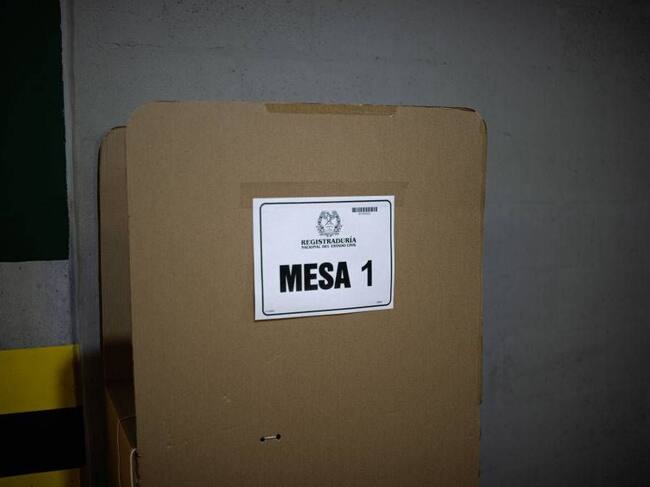 REGISTRADURÍA
NACIONAL DEL ESTADO CIVIL
MESA 1